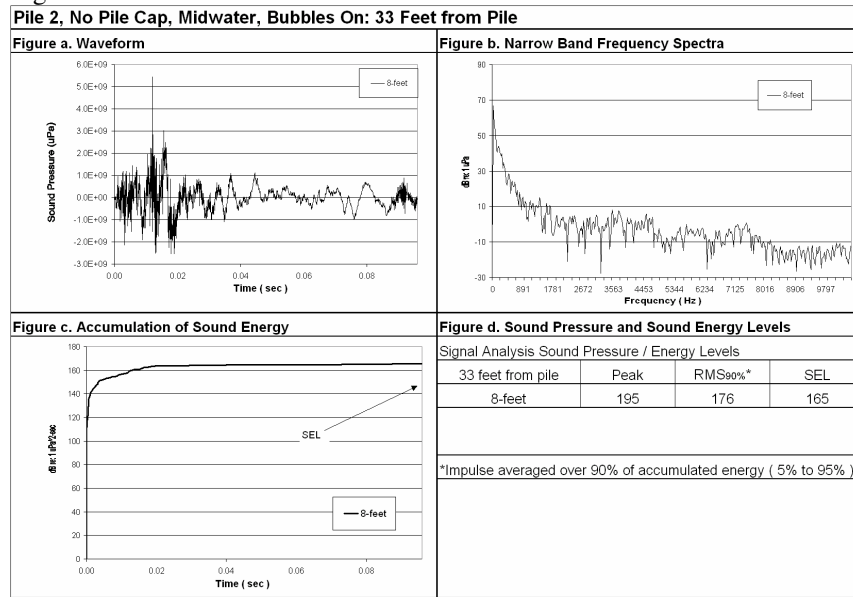 Pile 2, No Pile Cap, Midwater, Bubbles On: 33 Feet from Pile
Figure a. Waveform
6.0E+09
5.0E+09
4.0E+09
3.0E+09
2.0E+09
1.0E+09
0.0E+00
-1.0E+09
-2.0E+09
-3.0E+09
Sound Pressure (uPa)
8-feet
0.00 0.02 0.04 0.06 0.08
Time ( sec )
Figure b. Narrow Band Frequency Spectra
90
70
50
30
10
-10
-30
dB re: 1 uPa
8-feet
0 891 1781 2672 3563 4453 5344 6234 7125 8016 8906 9797
Frequency ( Hz )
Figure c. Accumulation of Sound Energy
180
160
140
120
100
80
60
40
20
0
SEL
8-feet
0.00 0.02 0.04 0.06 0.08
Time ( sec )
Figure d. Sound Pressure and Sound Energy Levels
Signal Analysis Sound Pressure / Energy Levels
33 feet from pile Peak RMS90%* SEL
8-feet 195 176 165
*Impulse averaged over 90% of accumulated energy ( 5% to 95% )